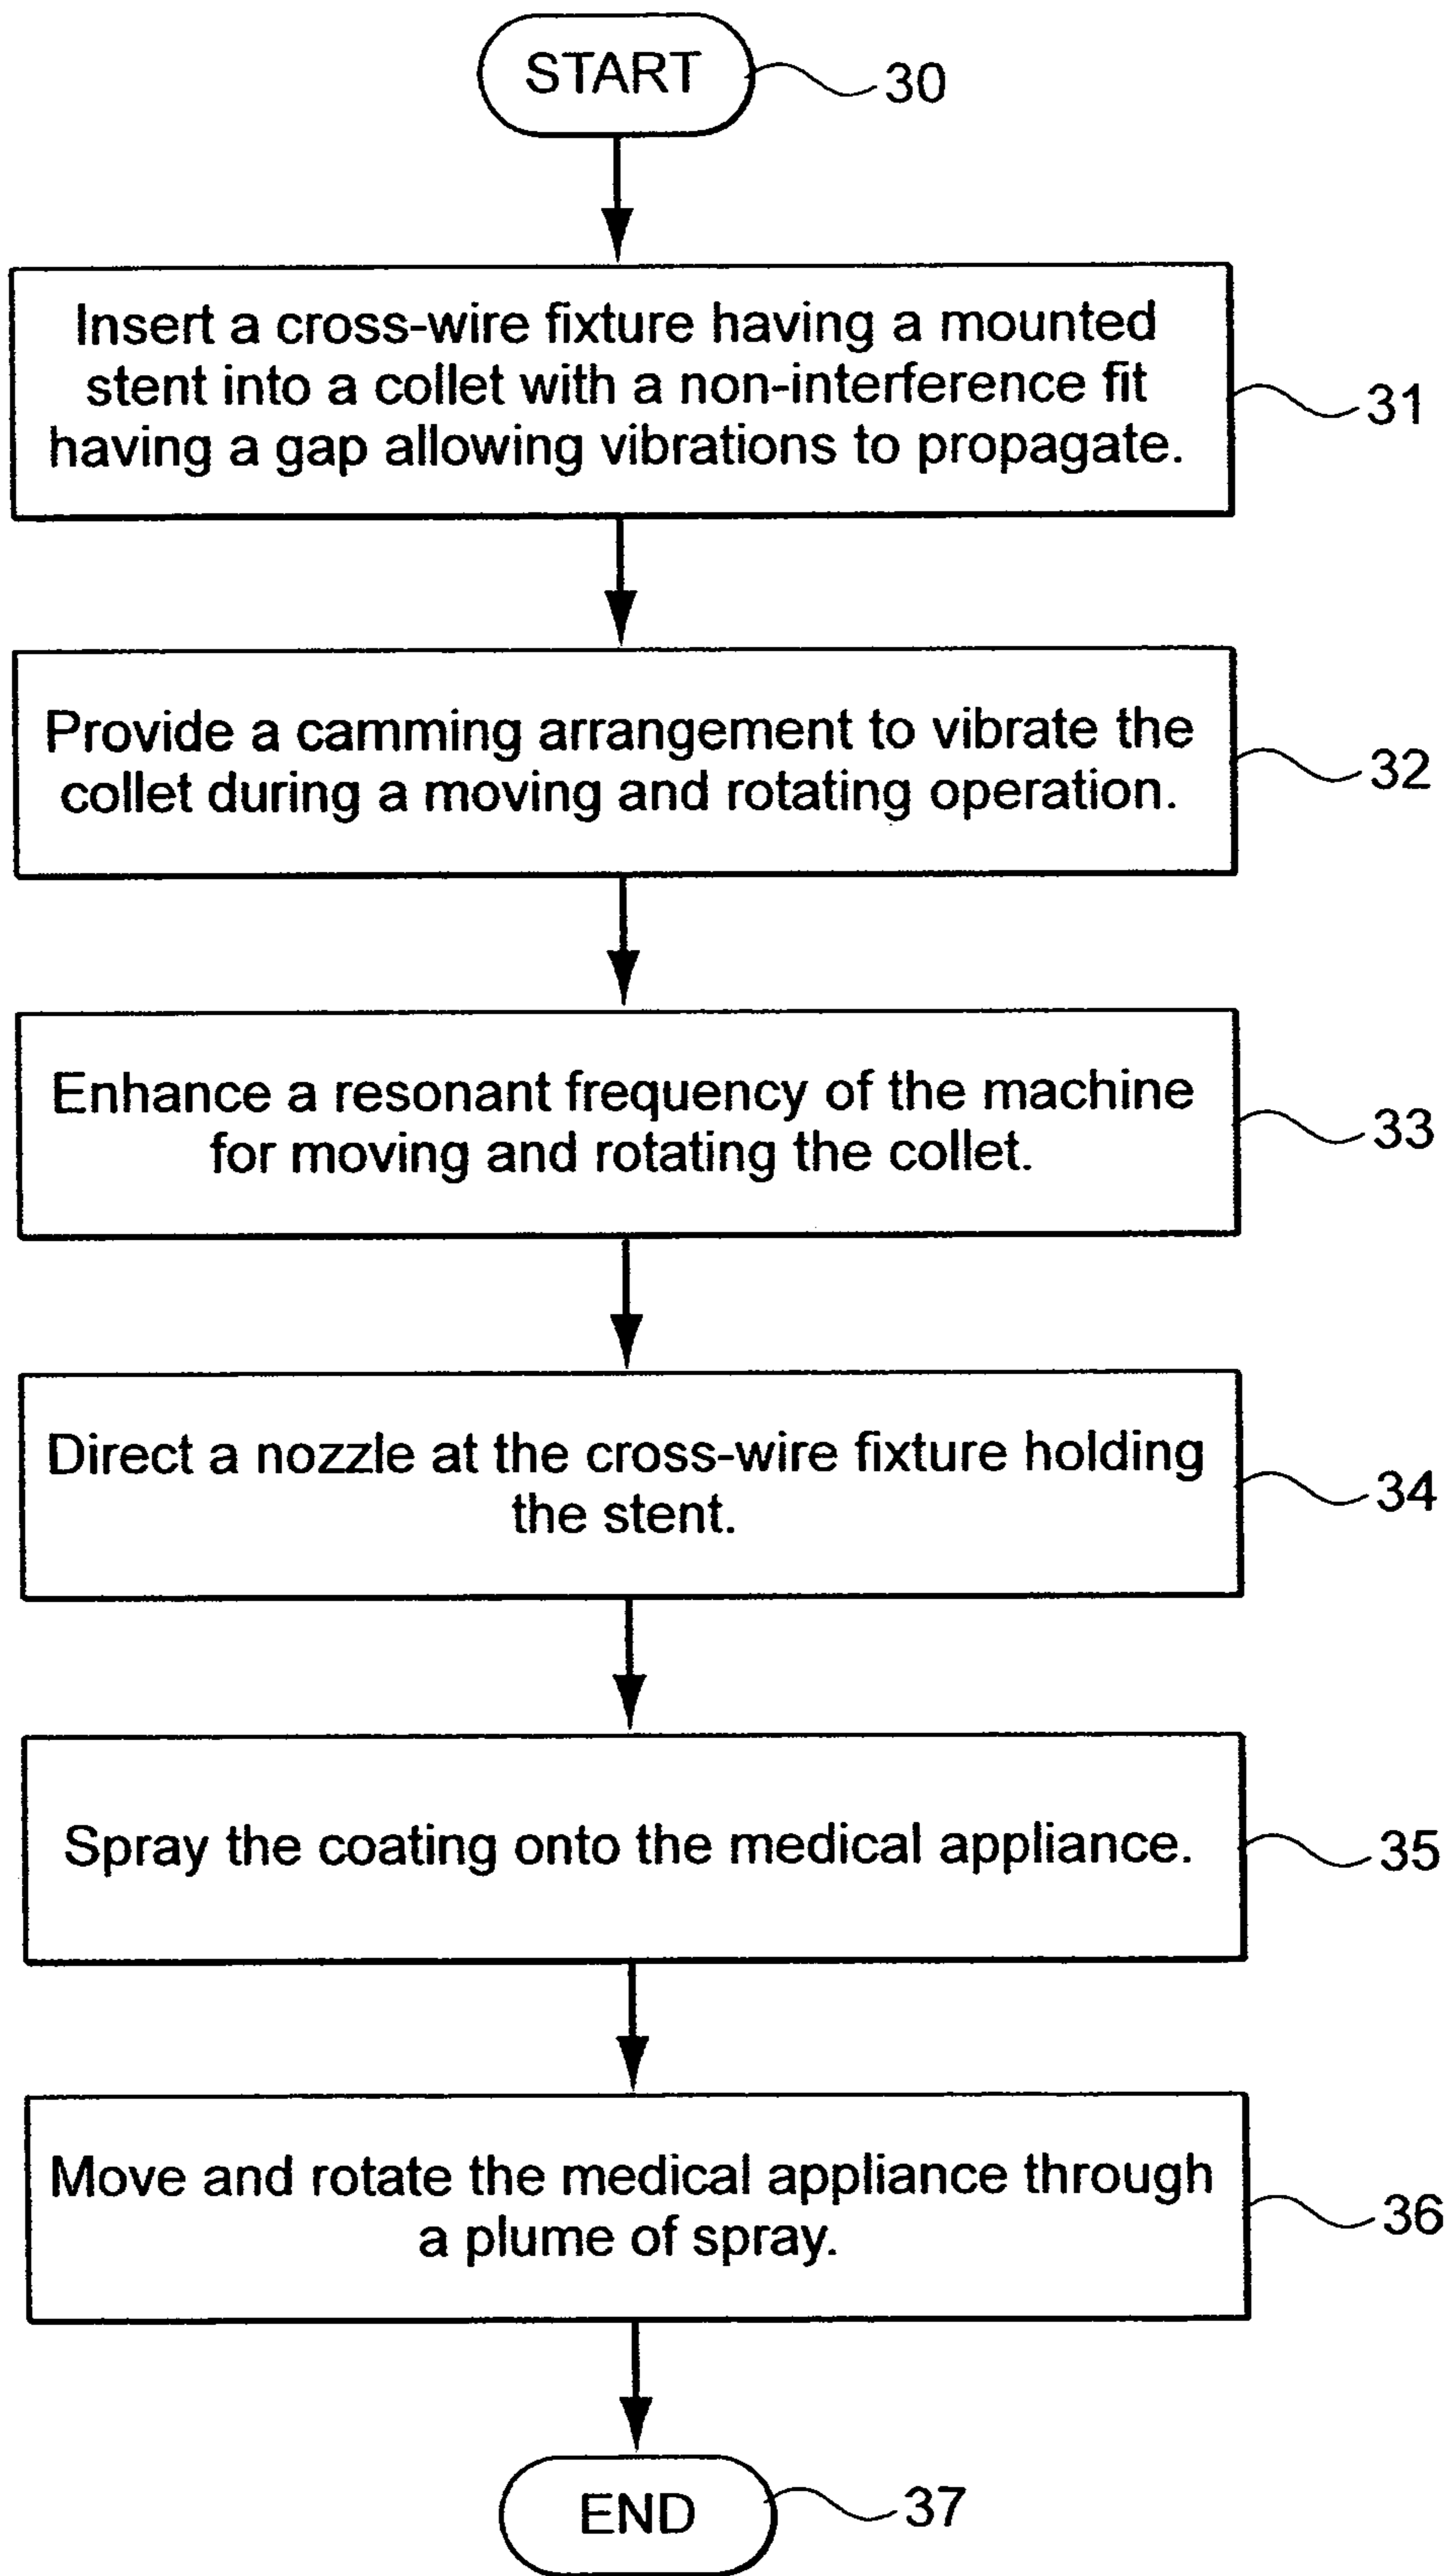 START
30
Insert a cross-wire fixture having a mounted
stent into a collet with a non-interference fit
having a gap allowing vibrations to propagate.
31
Provide a camming arrangement to vibrate the
collet during a moving and rotating operation.
32
Enhance a resonant frequency of the machine
for moving and rotating the collet.
33
Direct a nozzle at the cross-wire fixture holding
the stent.
34
Spray the coating onto the medical appliance.
35
Move and rotate the medical appliance through
a plume of spray.
36
END
37